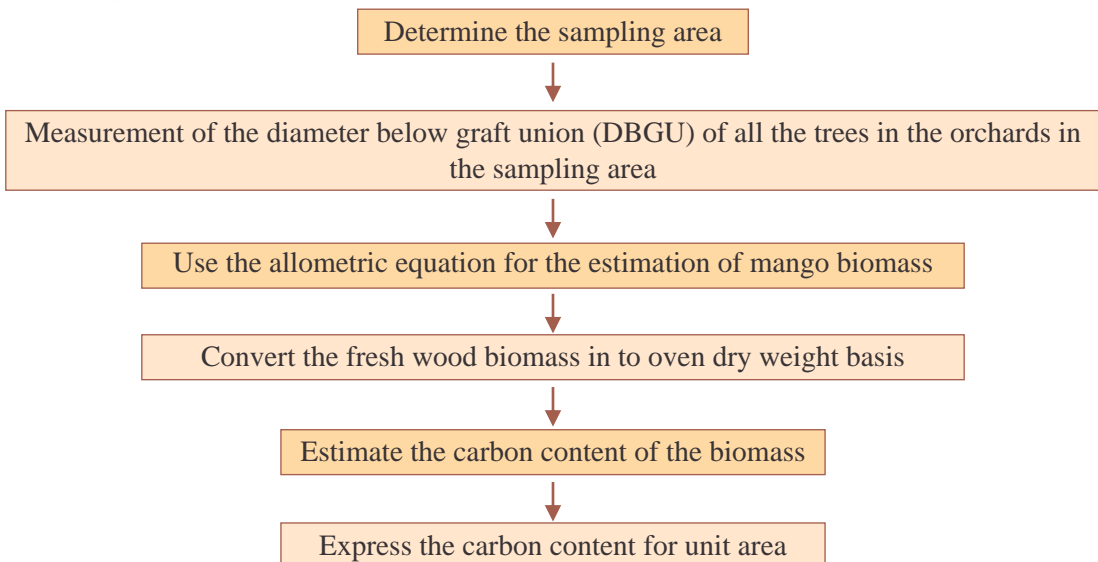 Determine the sampling area
Measurement of the diameter below graft union (DBGU) of all the trees in the orchards in
the sampling area
Use the allometric equation for the estimation of mango biomass
Convert the fresh wood biomass in to oven dry weight basis
Estimate the carbon content of the biomass
Express the carbon content for unit area